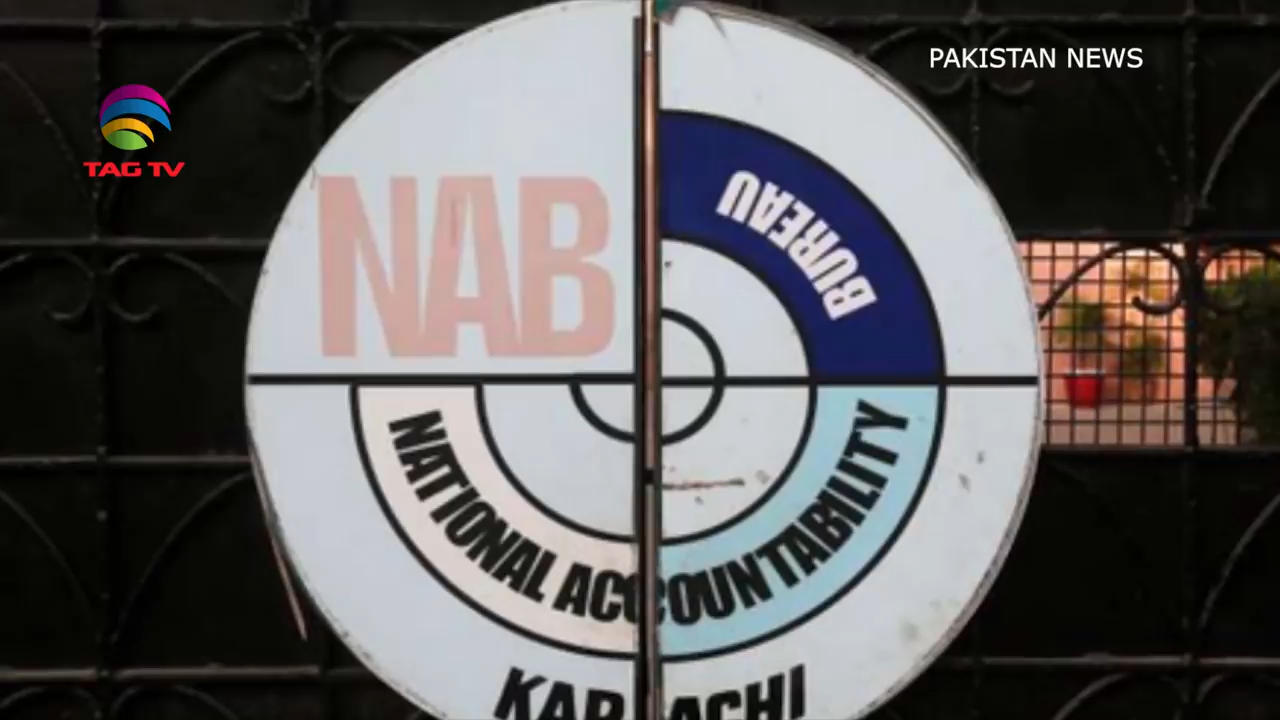 PAKISTAN NEWS
TAG TV
NAB
BUREAU
NATIONAL ACCOUNTABILITY
KARACHI